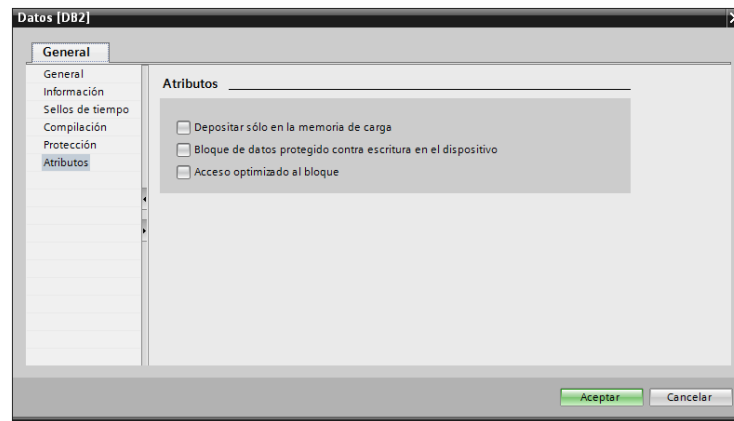 Datos [DB2]
General
General
Información
Sellos de tiempo
Compilación
Protección
Atributos
Atributos
Depositar sólo en la memoria de carga
Bloque de datos protegido contra escritura en el dispositivo
Acceso optimizado al bloque
Aceptar
Cancelar